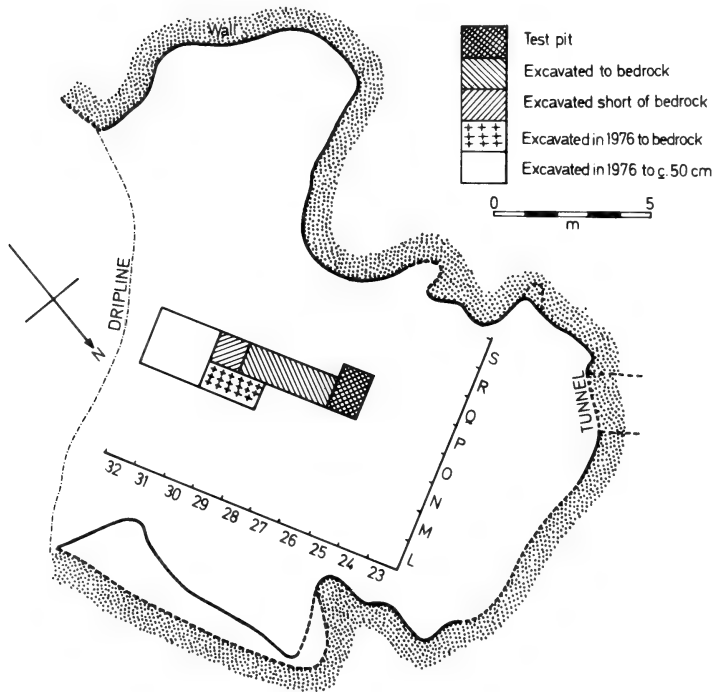 Wall
Test pit
Excavated to bedrock
Excavated short of bedrock
Excavated in 1976 to bedrock
Excavated in 1976 to c. 50 cm
0 5
m
DRIPLINE
N
TUNNEL
S
R
Q
P
O
N
M
L
32 31 30 29 28 27 26 25 24 23